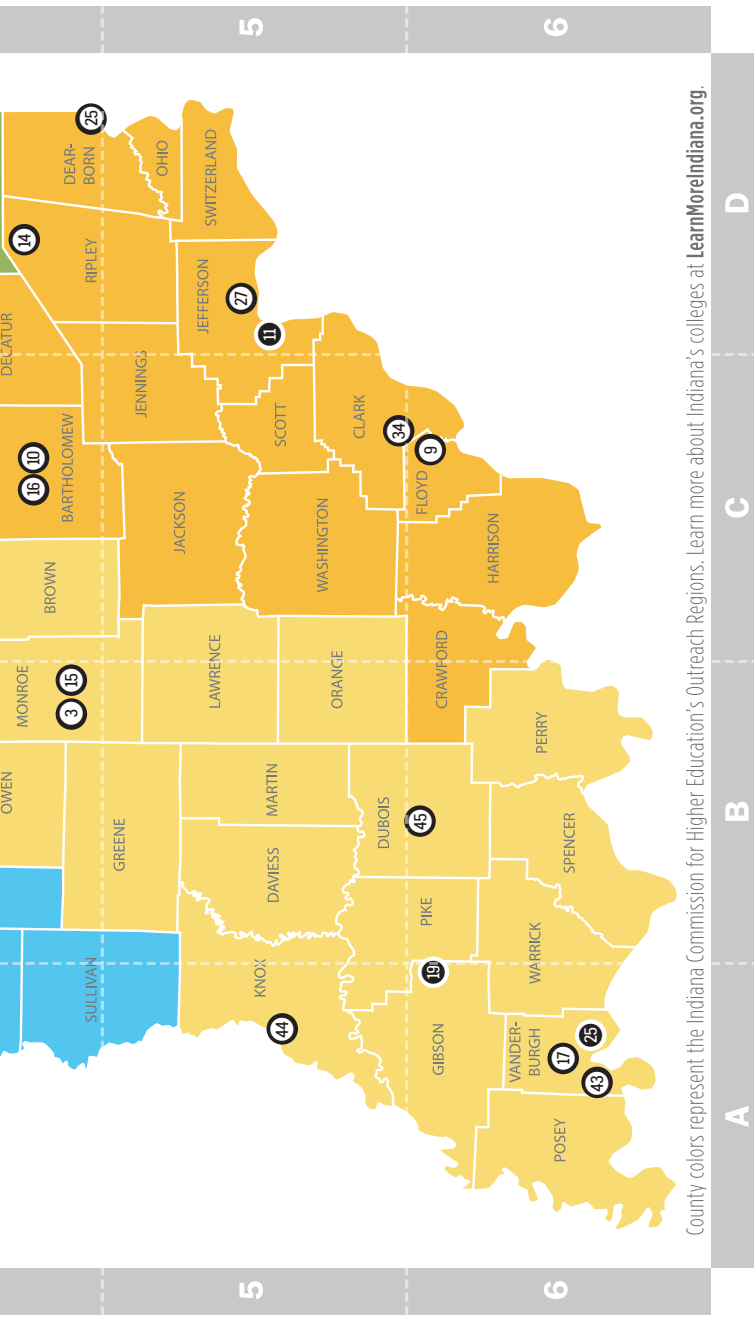 5
6
DEAR-
BORN
25
OHIO
SWITZERLAND
14
RIPLEY
JEFFERSON
27
11
DECATUR
JENNINGS
SCOTT
CLARK
34
9
FLOYD
16
10
BARTHOLOMEW
JACKSON
WASHINGTON
HARRISON
BROWN
MONROE
3
15
LAWRENCE
ORANGE
CRAWFORD
PERRY
OWEN
GREENE
MARTIN
DUBOIS
45
DAVIESS
SPENCER
PIKE
WARRICK
SULLIVAN
KNOX
44
19
GIBSON
VANDER-
BURGH
17
25
43
POSEY
County colors represent the Indiana Commission for Higher Education's Outreach Regions. Learn more about Indiana's colleges at LearnMoreIndiana.org.
A
B
C
D
5
6